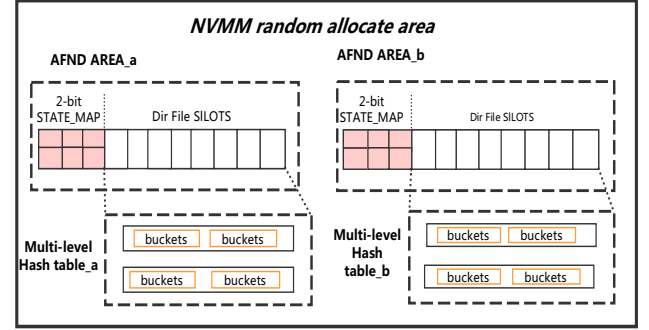 NVMM random allocate area
AFND AREA_a
2-bit
STATE_MAP
Dir File SILOTS
Multi-level
Hash table_a
buckets buckets
buckets buckets
AFND AREA_b
2-bit
STATE_MAP
Dir File SILOTS
Multi-level
Hash
table_b
buckets buckets
buckets buckets